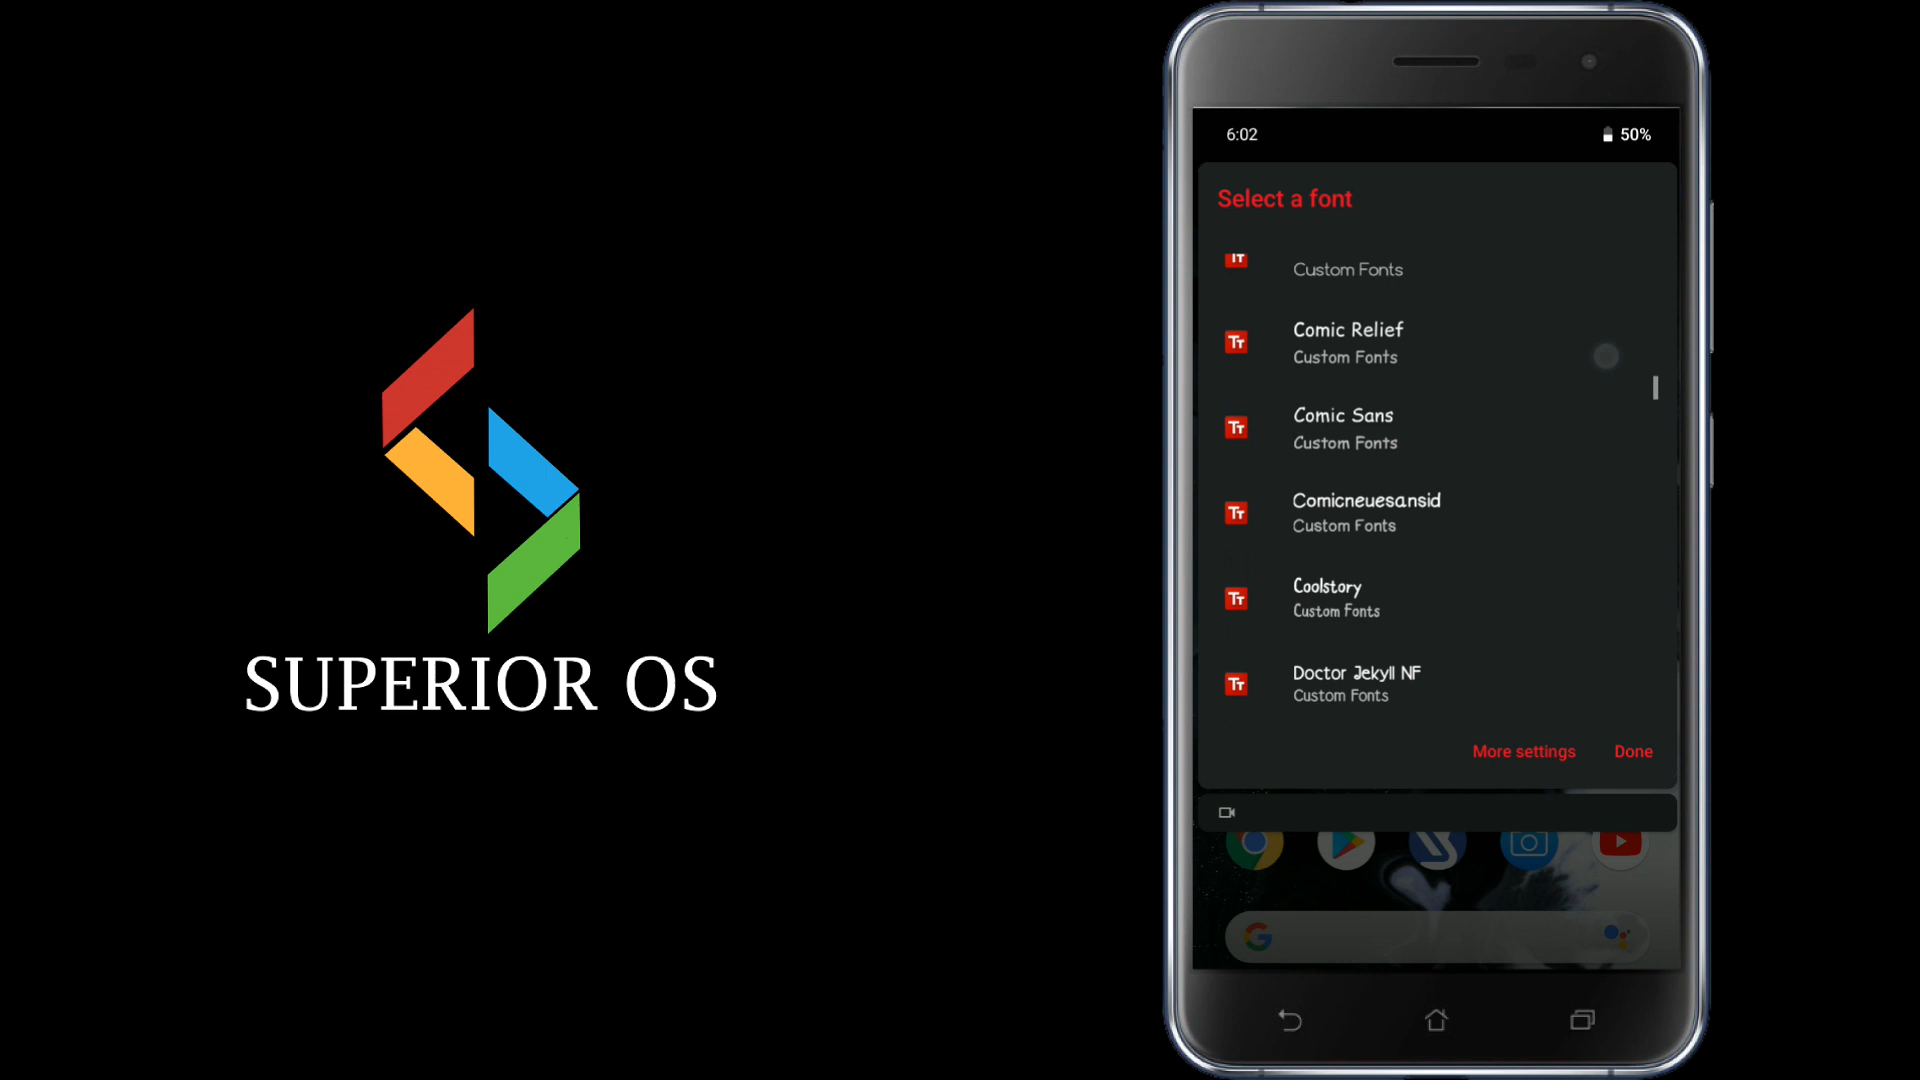 SUPERIOR OS
6:02
50%
Select a font
Custom Fonts
Comic Relief
Custom Fonts
Comic Sans
Custom Fonts
Comicneuesansid
Custom Fonts
Coolstory
Custom Fonts
Doctor Jekyll NF
Custom Fonts
More settings
Done